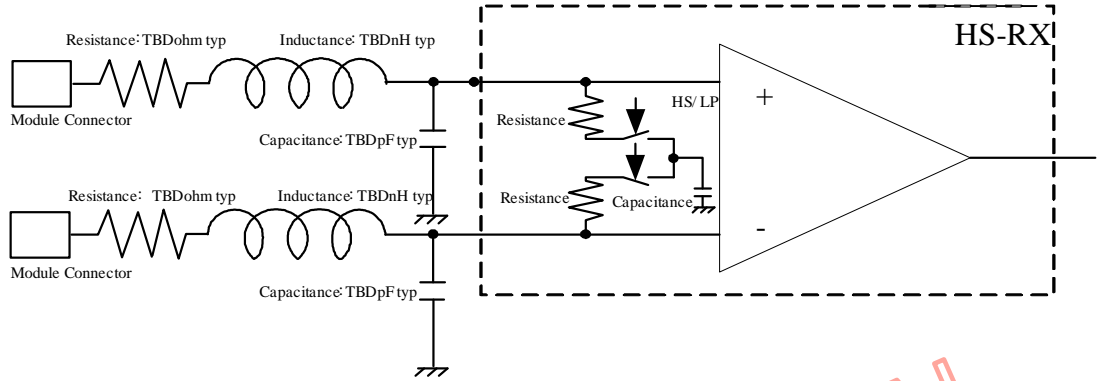 HS-RX
Resistance:TBDohm typ
Inductance:TBDnH typ
Module Connector
Capacitance:TBDpF typ
Resistance
HS/LP
+
Resistance: TBDohm typ
Inductance:TBDnH typ
Resistance
Capacitance
-
Module Connector
Capacitance:TBDpF typ